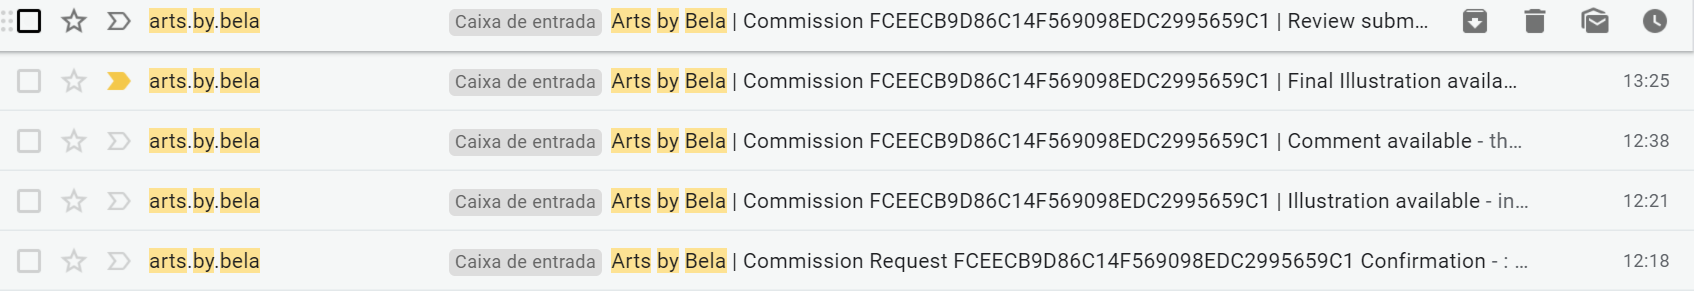 arts.by.bela Caixa de entrada Arts by Bela | Commission FCEECB9D86C14F569098EDC2995659C1 | Review subm…
arts.by.bela Caixa de entrada Arts by Bela | Commission FCEECB9D86C14F569098EDC2995659C1 | Final Illustration availa… 13:25
arts.by.bela Caixa de entrada Arts by Bela | Commission FCEECB9D86C14F569098EDC2995659C1 | Comment available - th… 12:38
arts.by.bela Caixa de entrada Arts by Bela | Commission FCEECB9D86C14F569098EDC2995659C1 | Illustration available - in… 12:21
arts.by.bela Caixa de entrada Arts by Bela | Commission Request FCEECB9D86C14F569098EDC2995659C1 Confirmation - : … 12:18